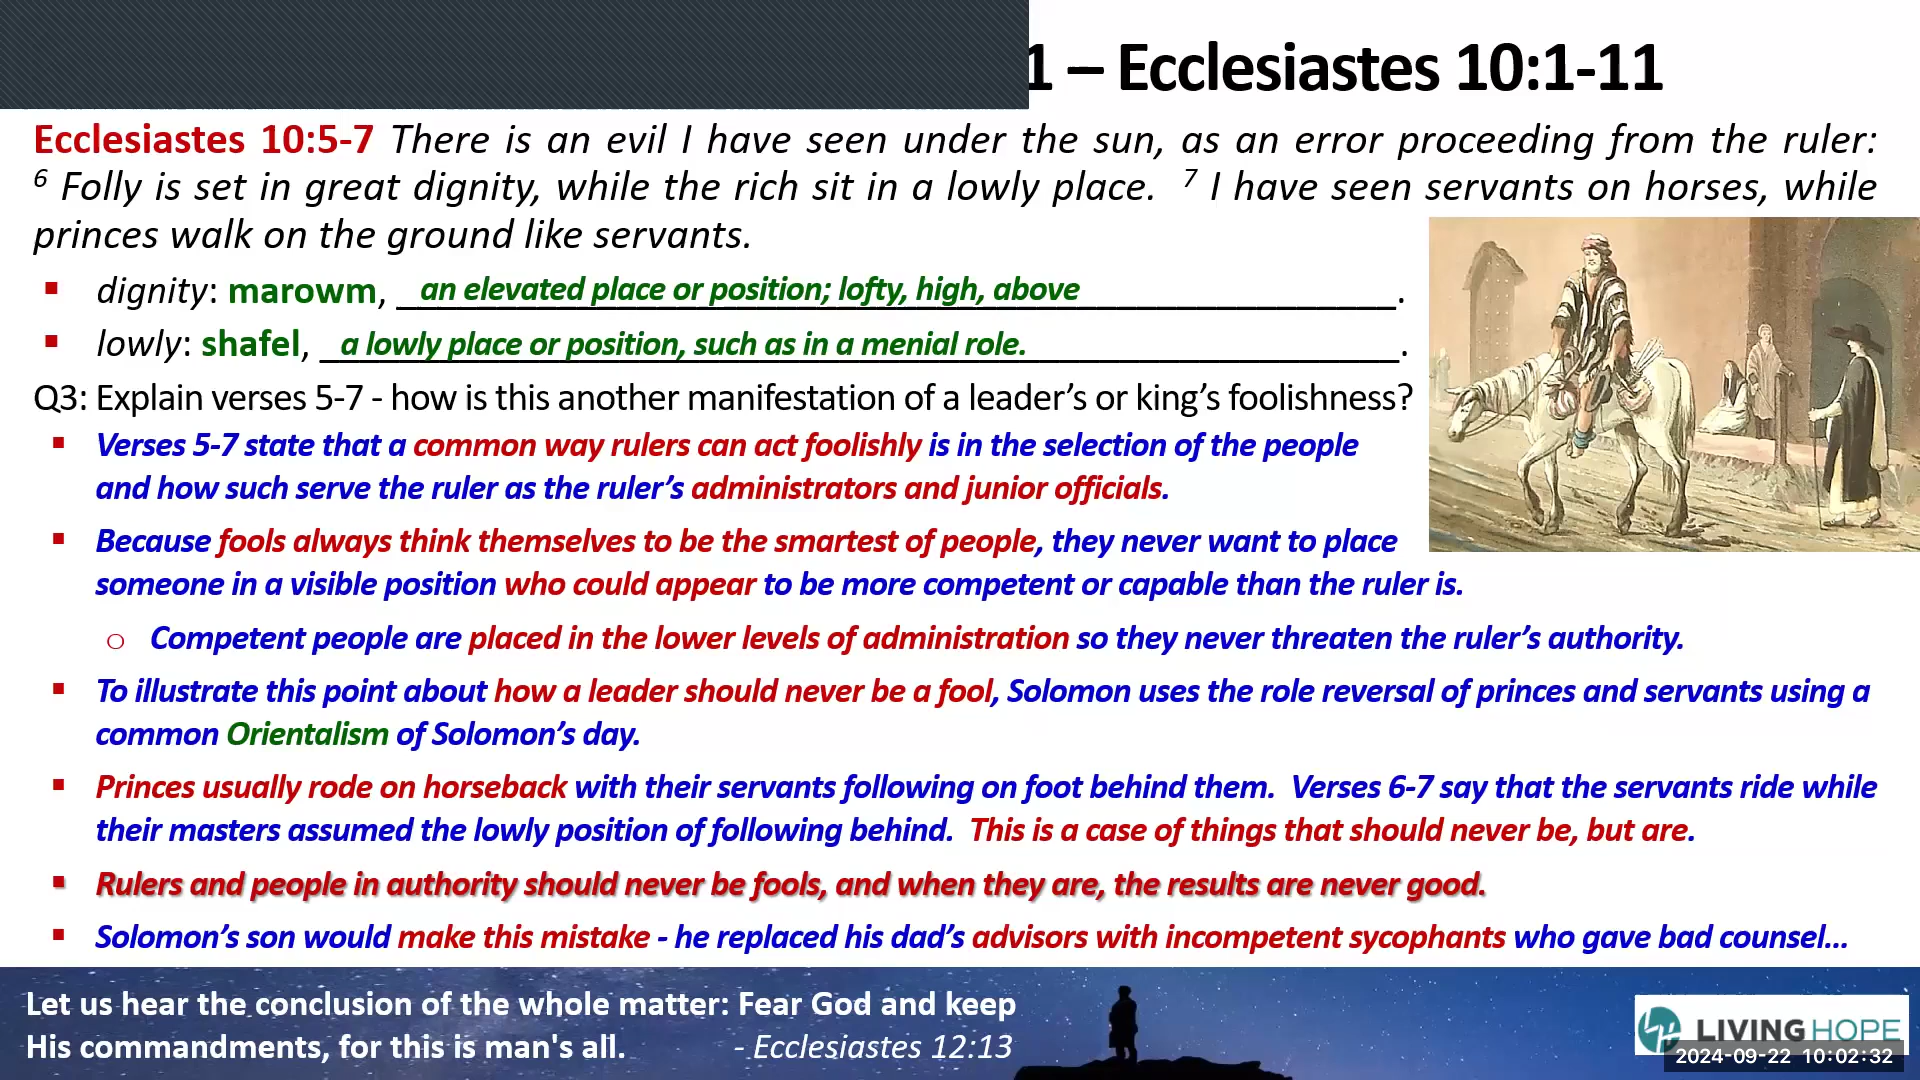 1 – Ecclesiastes 10:1-11
Ecclesiastes 10:5-7 There is an evil I have seen under the sun, as an error proceeding from the ruler:
6 Folly is set in great dignity, while the rich sit in a lowly place. 7 I have seen servants on horses, while
princes walk on the ground like servants.
▪ dignity: marowm, an elevated place or position; lofty, high, above.
▪ lowly: shafel, a lowly place or position, such as in a menial role. .
Q3: Explain verses 5-7 - how is this another manifestation of a leader’s or king’s foolishness?
▪ Verses 5-7 state that a common way rulers can act foolishly is in the selection of the people
and how such serve the ruler as the ruler’s administrators and junior officials.
▪ Because fools always think themselves to be the smartest of people, they never want to place
someone in a visible position who could appear to be more competent or capable than the ruler is.
o Competent people are placed in the lower levels of administration so they never threaten the ruler’s authority.
▪ To illustrate this point about how a leader should never be a fool, Solomon uses the role reversal of princes and servants using a
common Orientalism of Solomon’s day.
▪ Princes usually rode on horseback with their servants following on foot behind them. Verses 6-7 say that the servants ride while
their masters assumed the lowly position of following behind. This is a case of things that should never be, but are.
▪ Rulers and people in authority should never be fools, and when they are, the results are never good.
▪ Solomon’s son would make this mistake - he replaced his dad’s advisors with incompetent sycophants who gave bad counsel...
Let us hear the conclusion of the whole matter: Fear God and keep
His commandments, for this is man's all. - Ecclesiastes 12:13
LIVING HOPE
2024-09-22 10:02:32